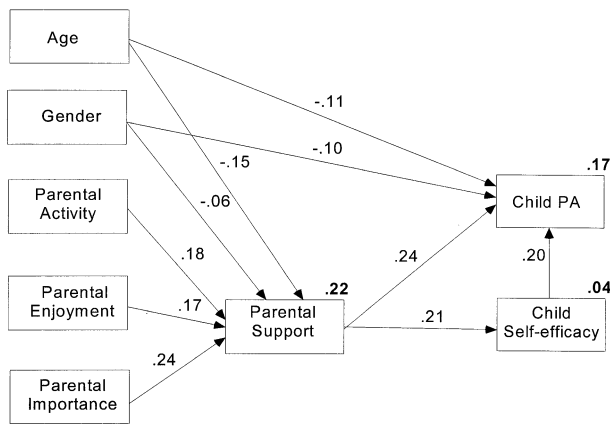 Age
-.11
Gender
-.10
-.15
.17
Parental
Activity
-.06
Child PA
.18
.24
.20
Parental
Enjoyment
.17
.22
Parental
Support
.21
.04
Child
Self-efficacy
.24
Parental
Importance